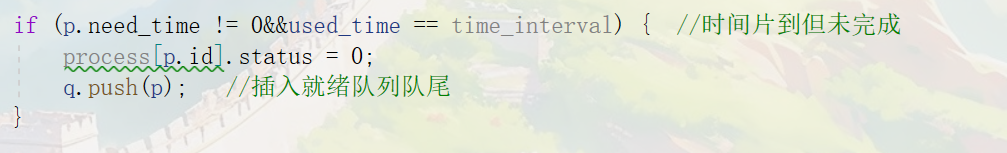 if (p.need_time != 0&&used_time == time_interval) {  //时间片到但未完成
    process[p.id].status = 0;
    q.push(p);   //插入就绪队列队尾
}